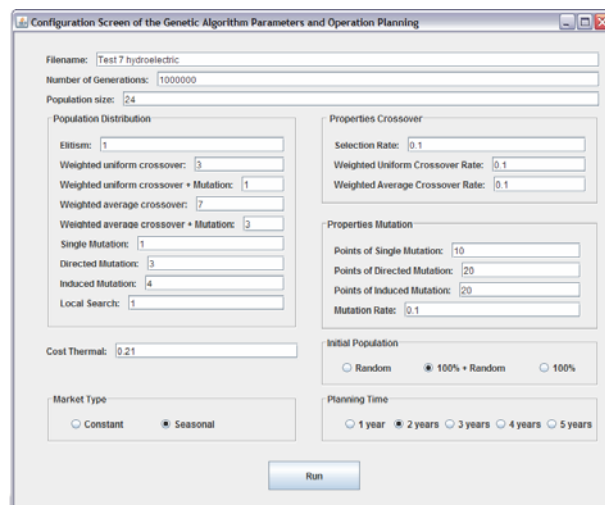 Configuration Screen of the Genetic Algorithm Parameters and Operation Planning
Filename: Test 7 hydroelectric
Number of Generations: 1000000
Population size: 24
Population Distribution
Elitism: 1
Weighted uniform crossover: 3
Weighted uniform crossover + Mutation: 1
Weighted average crossover: 7
Weighted average crossover + Mutation: 3
Single Mutation: 1
Directed Mutation: 3
Induced Mutation: 4
Local Search: 1
Properties Crossover
Selection Rate: 0.1
Weighted Uniform Crossover Rate: 0.1
Weighted Average Crossover Rate: 0.1
Properties Mutation
Points of Single Mutation: 10
Points of Directed Mutation: 20
Points of Induced Mutation: 20
Mutation Rate: 0.1
Cost Thermal: 0.21
Initial Population
Random 100% + Random 100%
Market Type
Constant Seasonal
Planning Time
1 year 2 years 3 years 4 years 5 years
Run